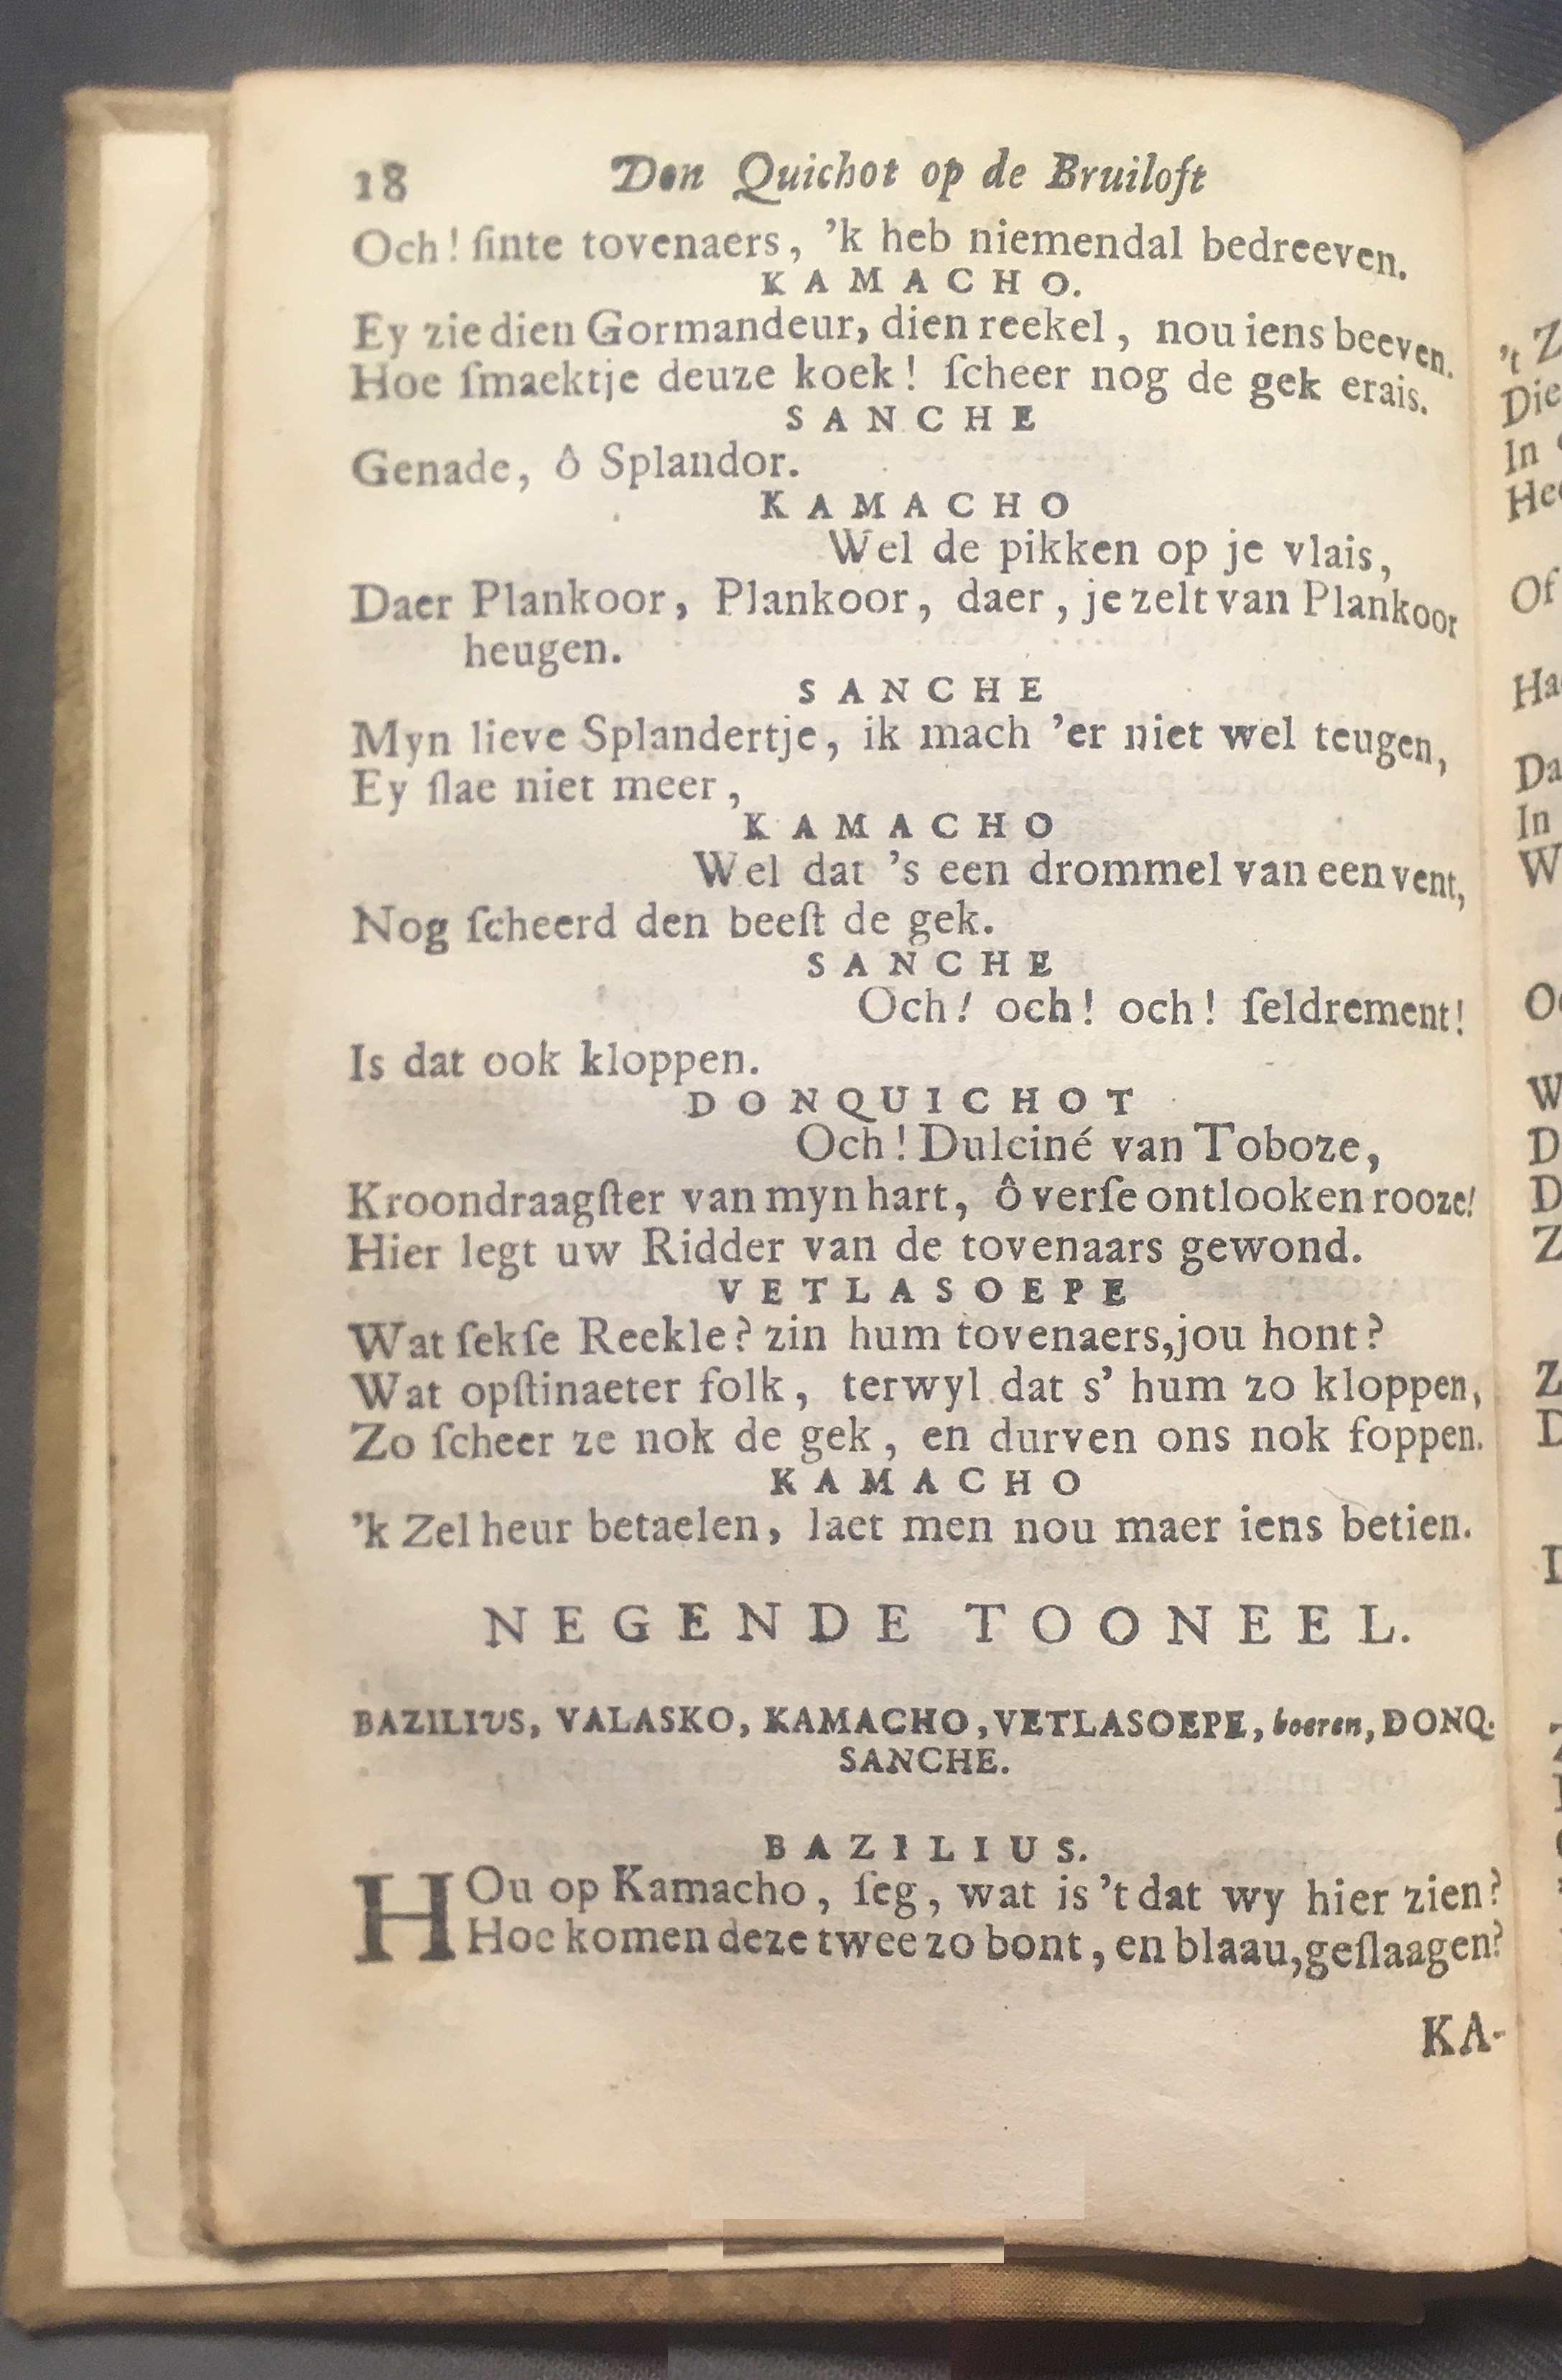 18 Don Quichot op de Bruiloft
Och! ſinte tovenaers, ’k heb niemendal bedreeven.
KAMACHO.
Ey zie dien Gormandeur, dien reekel, nou iens beeven.
Hoe ſmaektje deuze koek! ſcheer nog de gek erais.
SANCHE
Genade, ô Splandor.
KAMACHO
Wel de pikken op je vlais,
Daer Plankoor, Plankoor, daer, je zelt van Plankoor
heugen.
SANCHE
Myn lieve Splandertje, ik mach ’er niet wel teugen,
Ey ſlae niet meer,
KAMACHO
Wel dat ’s een drommel van een vent,
Nog ſcheerd den beeſt de gek.
SANCHE
Och! och! och! ſeldrement!
Is dat ook kloppen.
DONQUICHOT
Och! Dulciné van Toboze,
Kroondraagſter van myn hart, ô verſe ontlooken rooze!
Hier legt uw Ridder van de tovenaars gewond.
VETLASOEPE
Wat ſekſe Reekle? zin hum tovenaers,jou hont?
Wat opſtinaeter folk, terwyl dat s’ hum zo kloppen,
Zo ſcheer ze nok de gek, en durven ons nok foppen.
KAMACHO
’k Zel heur betaelen, laet men nou maer iens betien.
NEGENDE TOONEEL.
BAZILIUS, VALASKO, KAMACHO, VETLASOEPE, boeren, DONQ.
SANCHE.
BAZILIUS.
HOu op Kamacho, ſeg, wat is ’t dat wy hier zien?
Hoe komen deze twee zo bont, en blaau,geſlaagen?
KA-
’t Z
Die
In
Hee
Of
Ha
Da
In
W
W
D
D
Z
Z
D